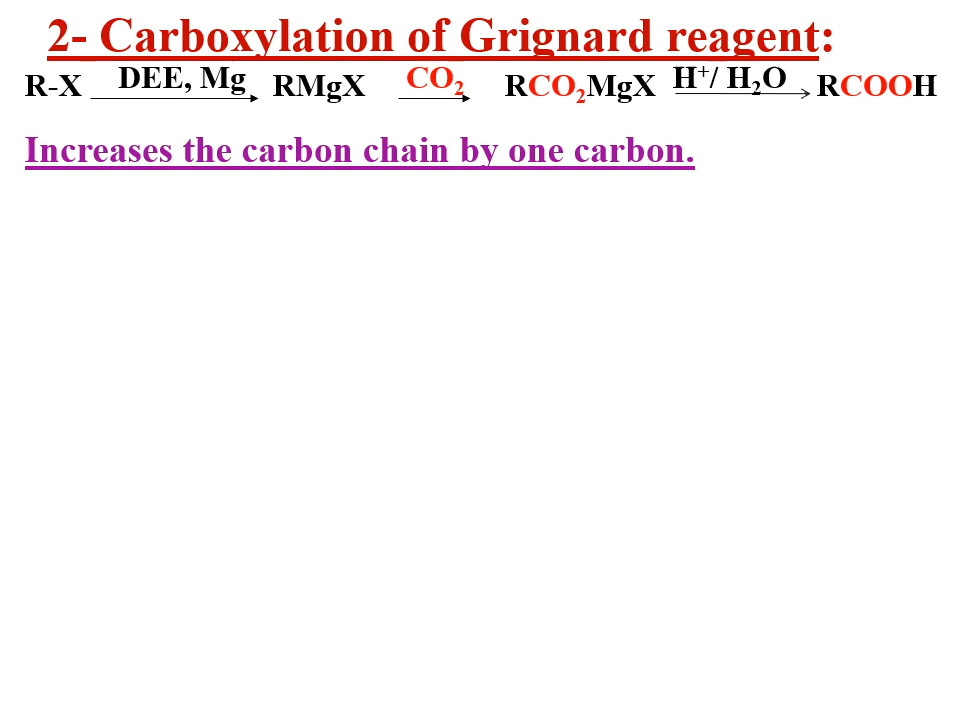 2- Carboxylation of Grignard reagent:
R-X DEE, Mg RMgX CO₂ RCO₂MgX H⁺/ H₂O RCOOH
Increases the carbon chain by one carbon.